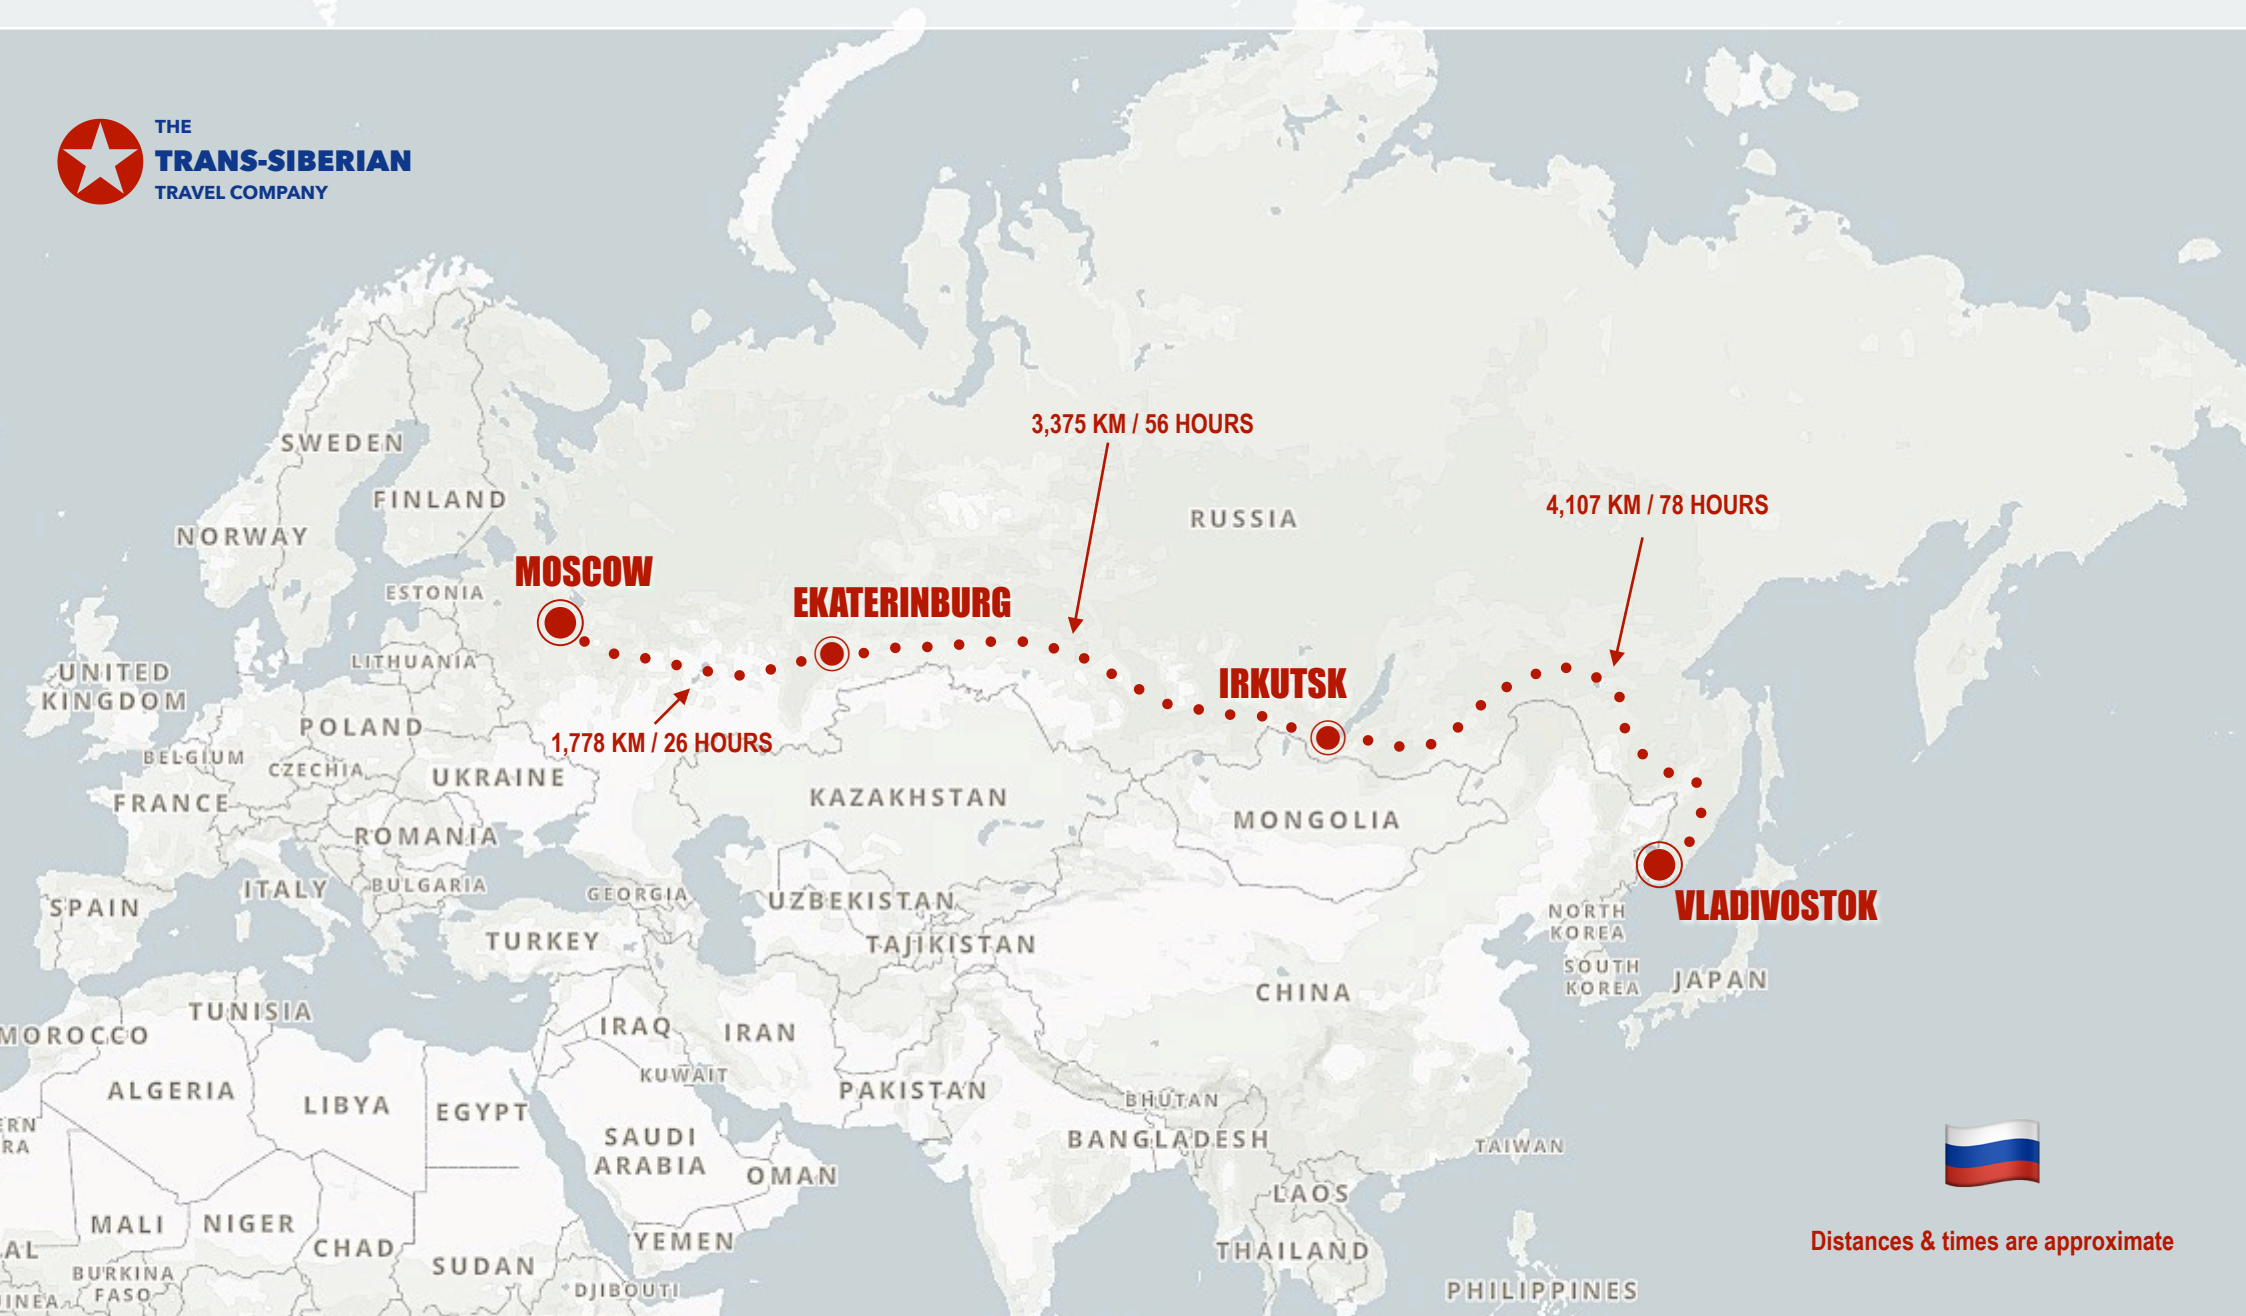 THE
TRANS-SIBERIAN
TRAVEL COMPANY
3,375 KM / 56 HOURS
SWEDEN
FINLAND
4,107 KM / 78 HOURS
RUSSIA
NORWAY
MOSCOW
ESTONIA
EKATERINBURG
LITHUANIA
UNITED
KINGDOM
IRKUTSK
POLAND
1,778 KM / 26 HOURS
BELGIUM
CZECHIA
UKRAINE
FRANCE
KAZAKHSTAN
MONGOLIA
ROMANIA
ITALY
BULGARIA
GEORGIA
UZBEKISTAN
SPAIN
VLADIVOSTOK
NORTH
KOREA
TURKEY
TAJIKISTAN
SOUTH
KOREA
JAPAN
CHINA
TUNISIA
MOROCCO
IRAQ
IRAN
KUWAIT
ALGERIA
LIBYA
EGYPT
PAKISTAN
BHUTAN
ERN
RA
SAUDI
ARABIA
OMAN
BANGLADESH
TAIWAN
LAOS
MALI
NIGER
CHAD
YEMEN
THAILAND
Distances & times are approximate
AL
SUDAN
BURKINA
FASO
DJIBOUTI
INEA
PHILIPPINES